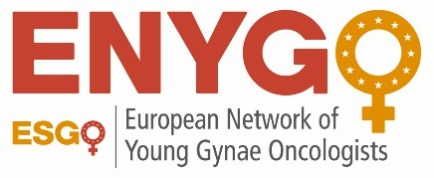 ENYGO
ESGO
European Network of
Young Gynae Oncologists